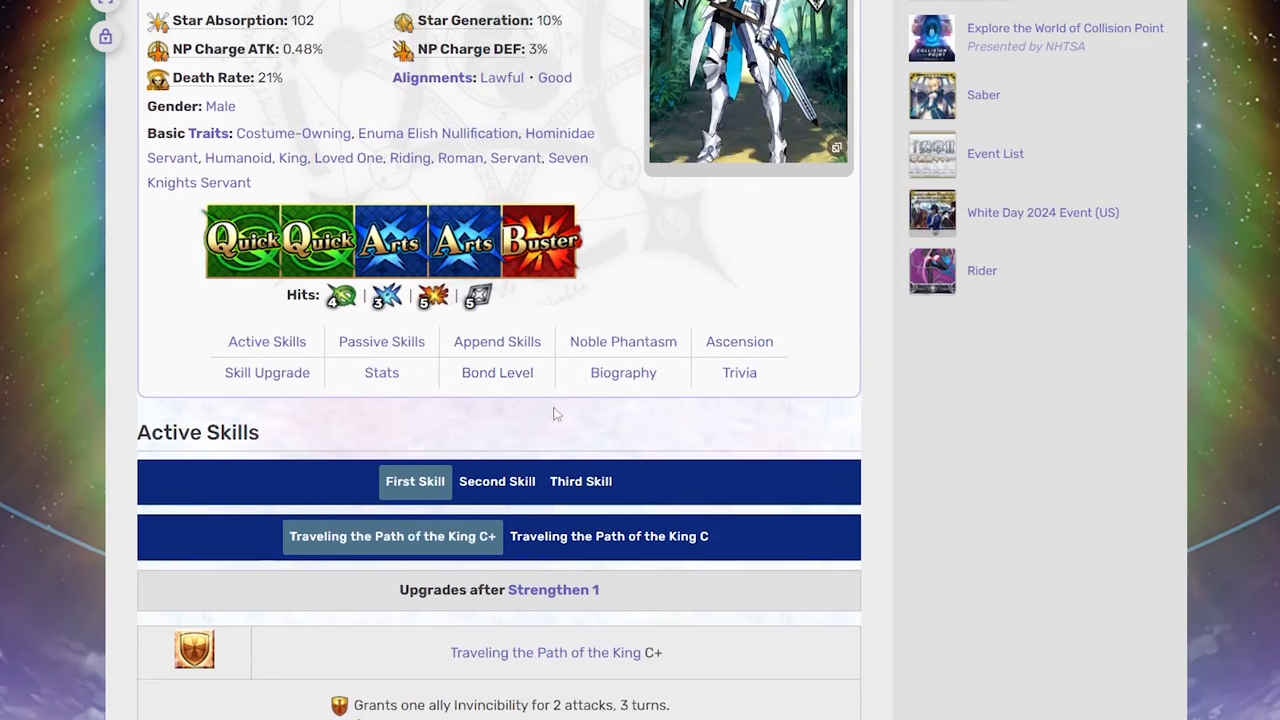 Star Absorption: 102
Star Generation: 10%
NP Charge ATK: 0.48%
NP Charge DEF: 3%
Death Rate: 21%
Alignments: Lawful · Good
Gender: Male
Basic Traits: Costume-Owning, Enuma Elish Nullification, Hominidae
Servant, Humanoid, King, Loved One, Riding, Roman, Servant, Seven
Knights Servant
Quick Quick Arts Arts Buster
Hits: 4 | 3 | 5 | 5
Active Skills Passive Skills Append Skills Noble Phantasm Ascension
Skill Upgrade Stats Bond Level Biography Trivia
Active Skills
First Skill Second Skill Third Skill
Traveling the Path of the King C+ Traveling the Path of the King C
Upgrades after Strengthen 1
Traveling the Path of the King C+
Grants one ally Invincibility for 2 attacks, 3 turns.
Explore the World of Collision Point
Presented by NHTSA
Saber
Event List
White Day 2024 Event (US)
Rider